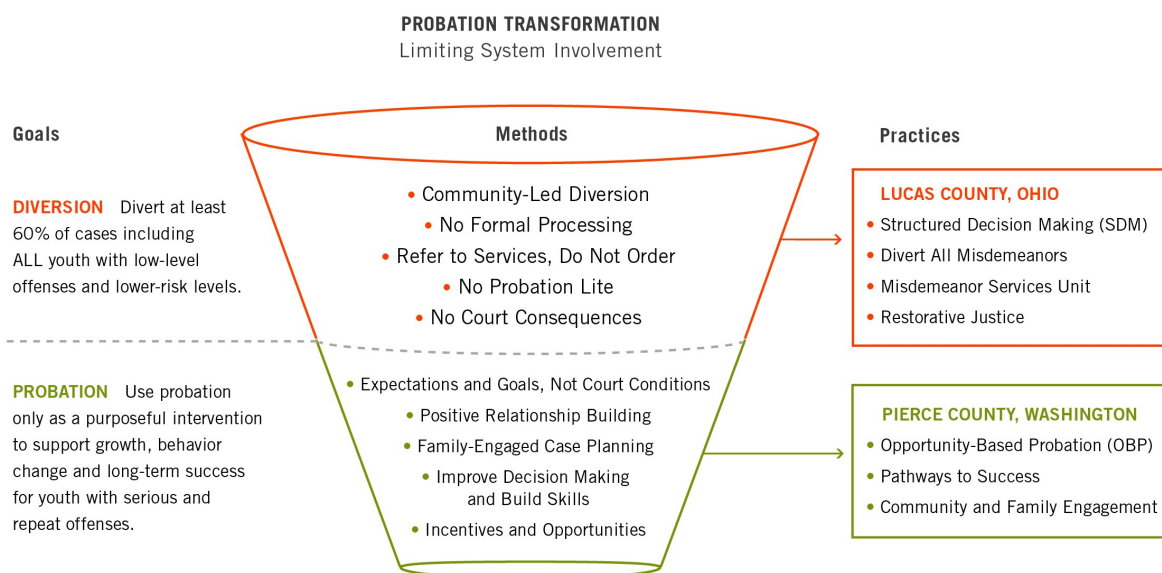 PROBATION TRANSFORMATION
Limiting System Involvement
Goals
Methods
Practices
DIVERSION Divert at least
60% of cases including
ALL youth with low-level
offenses and lower-risk levels.
• Community-Led Diversion
• No Formal Processing
• Refer to Services, Do Not Order
• No Probation Lite
• No Court Consequences
LUCAS COUNTY, OHIO
• Structured Decision Making (SDM)
• Divert All Misdemeanors
• Misdemeanor Services Unit
• Restorative Justice
PROBATION Use probation
only as a purposeful intervention
to support growth, behavior
change and long-term success
for youth with serious and
repeat offenses.
• Expectations and Goals, Not Court Conditions
• Positive Relationship Building
• Family-Engaged Case Planning
• Improve Decision Making
and Build Skills
• Incentives and Opportunities
PIERCE COUNTY, WASHINGTON
• Opportunity-Based Probation (OBP)
• Pathways to Success
• Community and Family Engagement